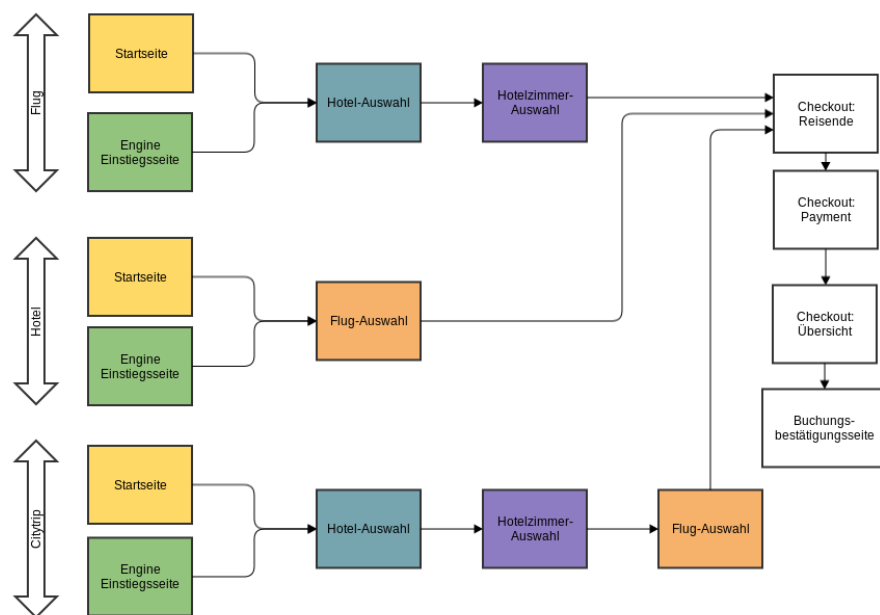 Flug
Startseite
Engine
Einstiegsseite
Hotel-Auswahl
Hotelzimmer-
Auswahl
Hotel
Startseite
Engine
Einstiegsseite
Flug-Auswahl
Citytrip
Startseite
Engine
Einstiegsseite
Hotel-Auswahl
Hotelzimmer-
Auswahl
Flug-Auswahl
Checkout:
Reisende
Checkout:
Payment
Checkout:
Übersicht
Buchungs-
bestätigungsseite